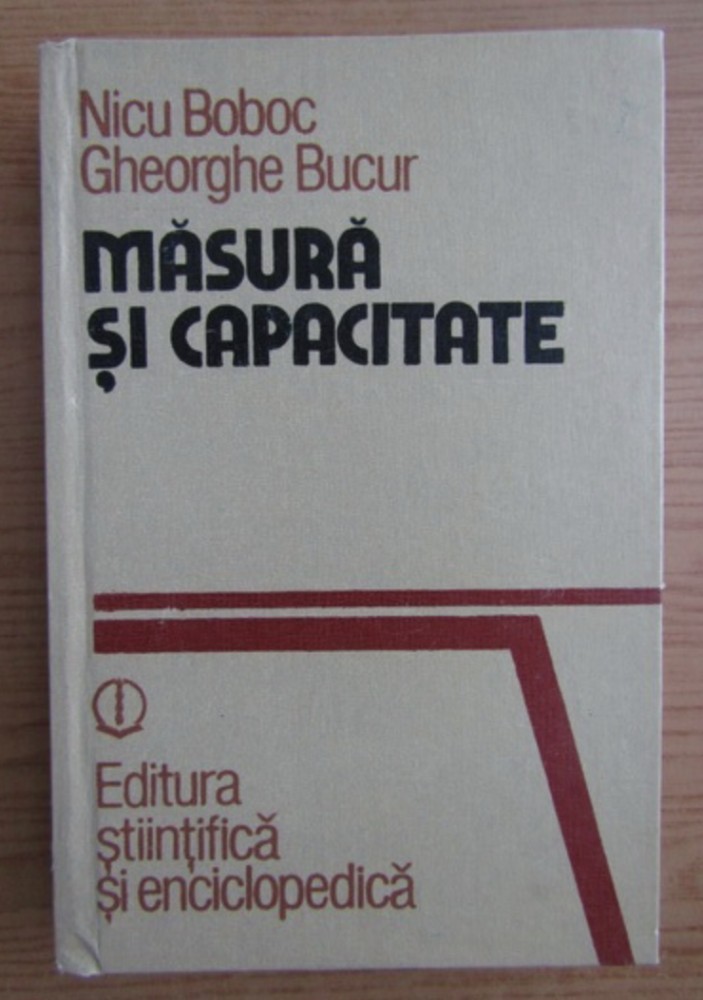 Nicu Boboc
Gheorghe Bucur
MĂSURĂ
ȘI CAPACITATE
Editura
științifică
și enciclopedică